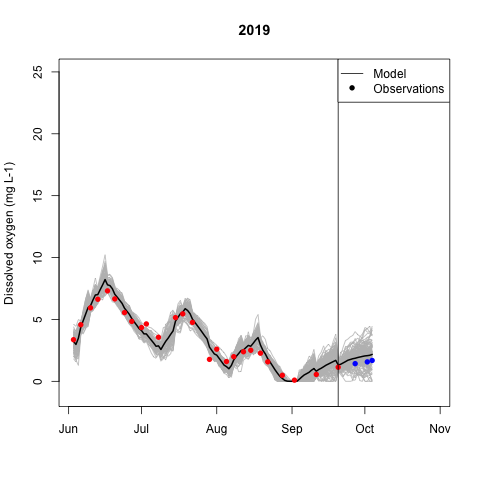 2019
Dissolved oxygen (mg L-1)
25
20
15
10
5
0
Model
Observations
Jun Jul Aug Sep Oct Nov